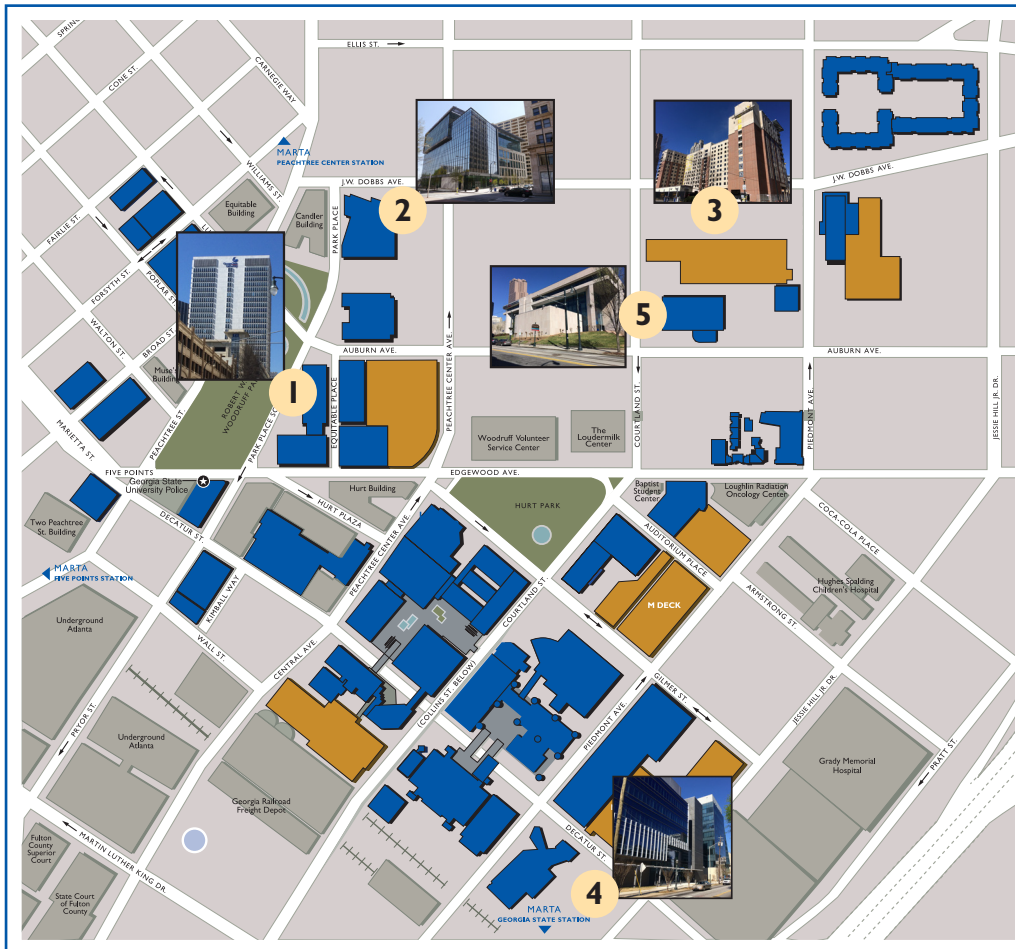 SPRING
CONE ST.
CARNEGIE WAY
ELLIS ST.
MARTA
PEACHTREE CENTER STATION
WILLIAMS ST.
J.W. DOBBS AVE.
J.W. DOBBS AVE.
2
3
FAIRLIE ST.
Equitable
Building
Candler
Building
PARK PLACE
LU
FORSYTH ST.
POPLAR ST.
WALTON ST.
BROAD ST.
Muse's
Building
5
AUBURN AVE.
AUBURN AVE.
PEACHTREE CENTER AVE.
COURTLAND ST.
PIEDMONT AVE.
JESSIE HILL JR. DR.
1
ROBERT W.
WOODRUFF PARK
EQUITABLE PLACE
MARIETTA ST.
PEACHTREE ST.
PARK PLACE SO
Woodruff Volunteer
Service Center
The
Loudermilk
Center
FIVE POINTS
EDGEWOOD AVE.
Georgia State
University Police
Hurt Building
HURT PLAZA
HURT PARK
Baptist
Student
Center
Loughlin Radiation
Oncology Center
COCA-COLA PLACE
Two Peachtree
St. Building
DECATUR ST.
AUDITORIUM PLACE
PEACHTREE CENTER AVE.
MARTA
FIVE POINTS STATION
KIMBALL WAY
COURTLAND ST.
M DECK
ARMSTRONG ST.
Hughes Spalding
Children's Hospital
Underground
Atlanta
WALL ST.
CENTRAL AVE.
(COLLINS ST. BELOW)
GILMER ST.
JESSIE HILL JR. DR.
PIEDMONT AVE.
PRYOR ST.
Underground
Atlanta
PRATT ST.
Grady Memorial
Hospital
Georgia Railroad
Freight Depot
DECATUR ST.
MARTIN LUTHER KING DR.
Fulton
County
Superior
Court
State Court
of Fulton
County
4
MARTA
GEORGIA STATE STATION